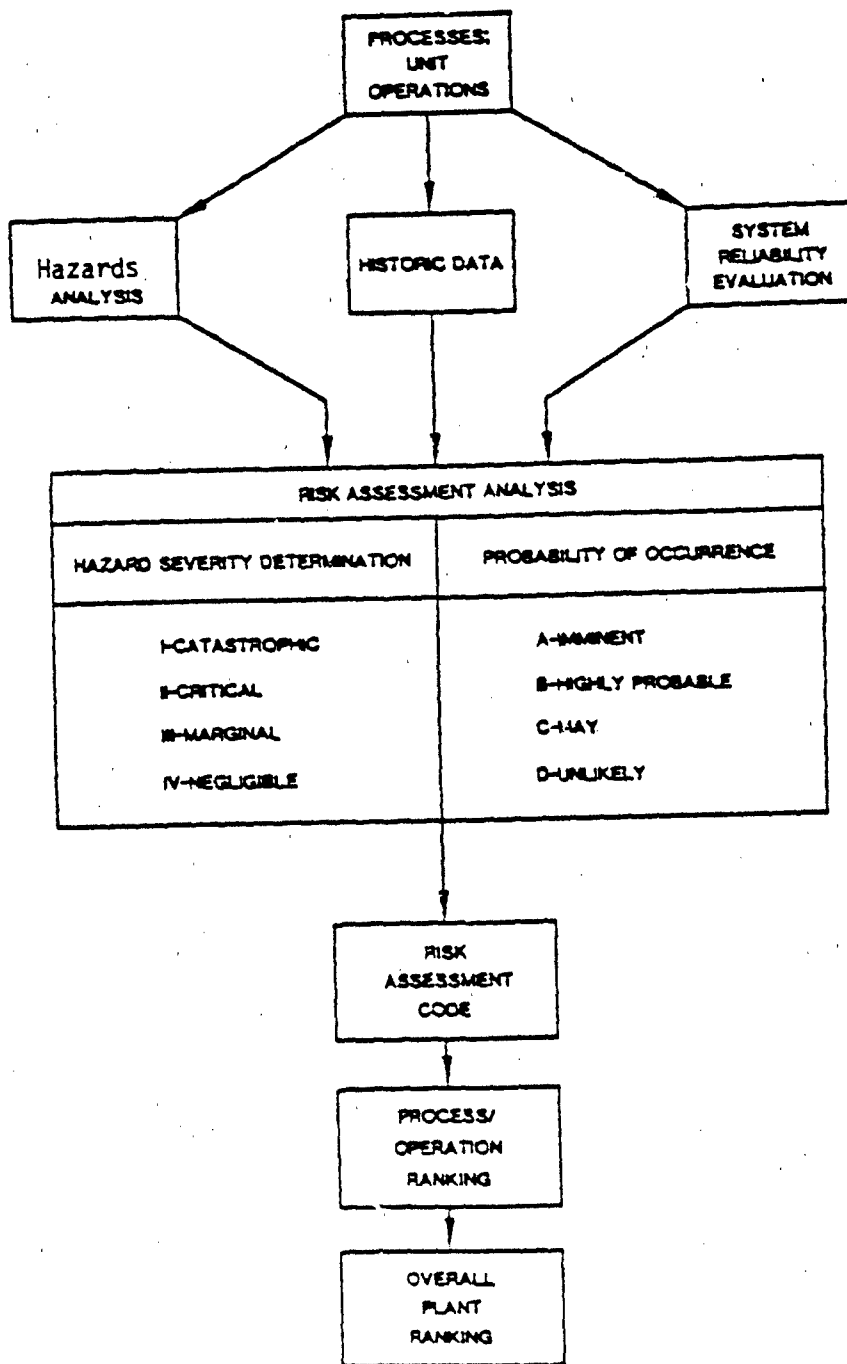 PROCESSES:
UNIT
OPERATIONS
Hazards
ANALYSIS
HISTORIC DATA
SYSTEM
RELIABILITY
EVALUATION
RISK ASSESSMENT ANALYSIS
HAZARD SEVERITY DETERMINATION
PROBABILITY OF OCCURRENCE
I-CATASTROPHIC
II-CRITICAL
III-MARGINAL
IV-NEGLIGIBLE
A-IMMINENT
B-HIGHLY PROBABLE
C-MAY
D-UNLIKELY
RISK
ASSESSMENT
CODE
PROCESS/
OPERATION
RANKING
OVERALL
PLANT
RANKING